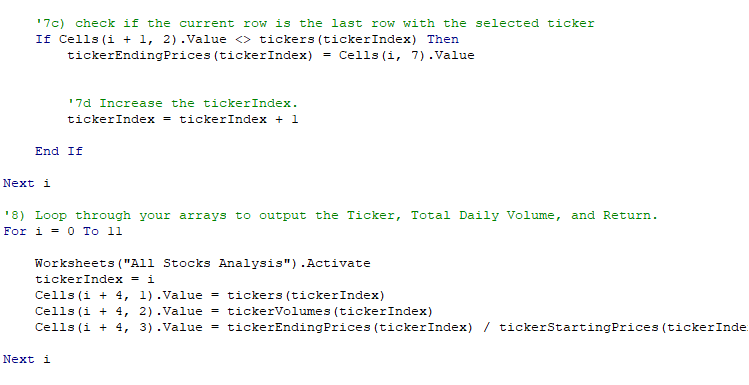 '7c) check if the current row is the last row with the selected ticker
If Cells(i + 1, 2).Value <> tickers(tickerIndex) Then
tickerEndingPrices(tickerIndex) = Cells(i, 7).Value
'7d Increase the tickerIndex.
tickerIndex = tickerIndex + 1
End If
Next i
'8) Loop through your arrays to output the Ticker, Total Daily Volume, and Return.
For i = 0 To 11
Worksheets("All Stocks Analysis").Activate
tickerIndex = i
Cells(i + 4, 1).Value = tickers(tickerIndex)
Cells(i + 4, 2).Value = tickerVolumes(tickerIndex)
Cells(i + 4, 3).Value = tickerEndingPrices(tickerIndex) / tickerStartingPrices(tickerInde
Next i